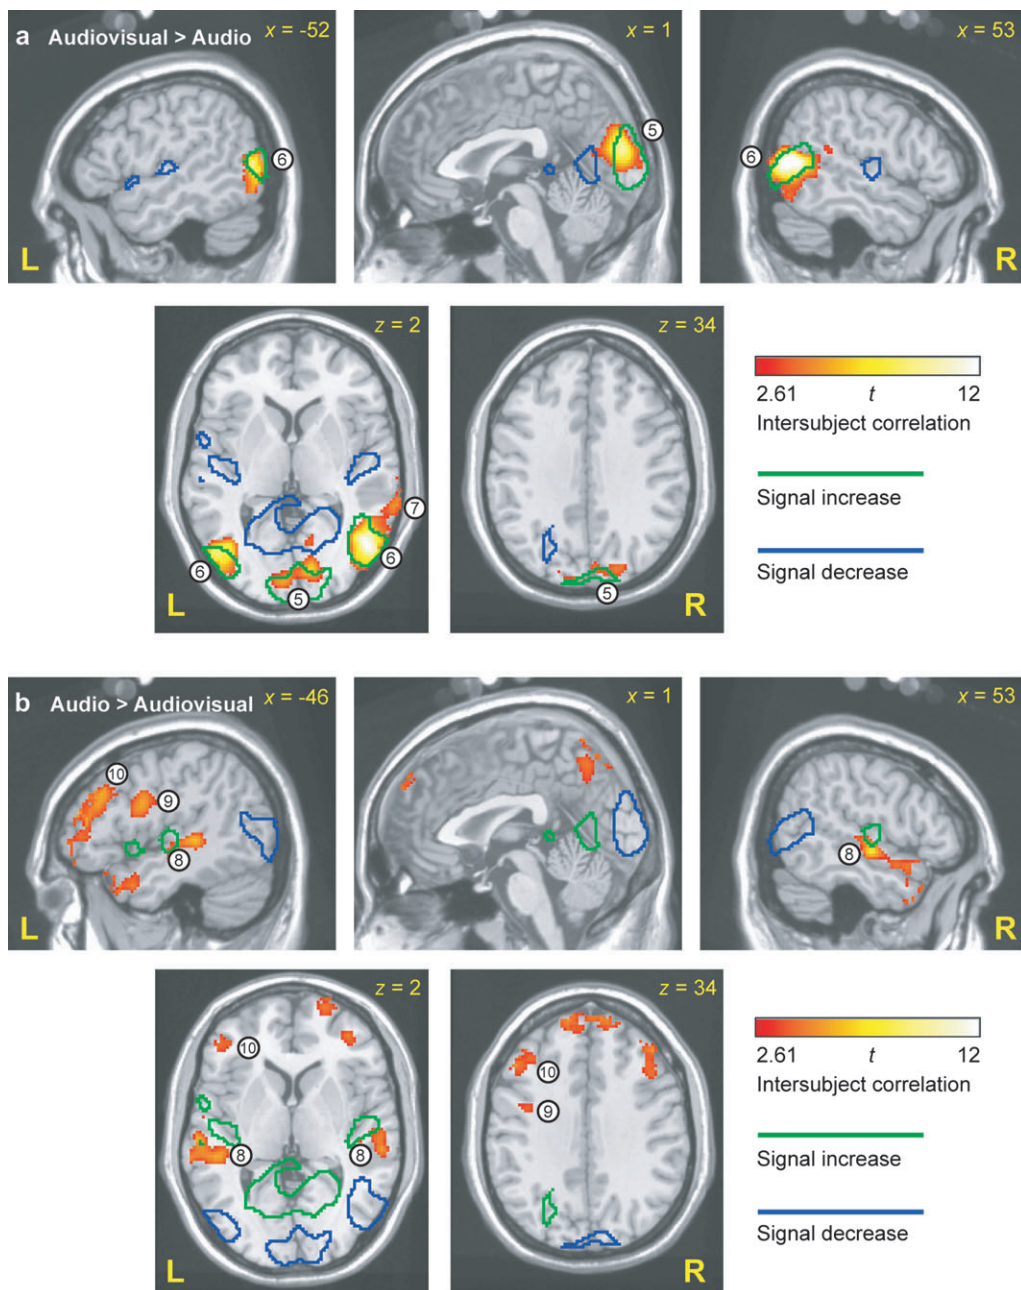 a Audiovisual > Audio x = -52
x = 1
x = 53
6
5
6
L
R
z = 2
z = 34
7
6
6
5
5
L
R
2.61 t 12
Intersubject correlation
Signal increase
Signal decrease
b Audio > Audiovisual x = -46
x = 1
x = 53
10
9
8
8
L
R
z = 2
z = 34
10
10
9
8
8
L
R
2.61 t 12
Intersubject correlation
Signal increase
Signal decrease